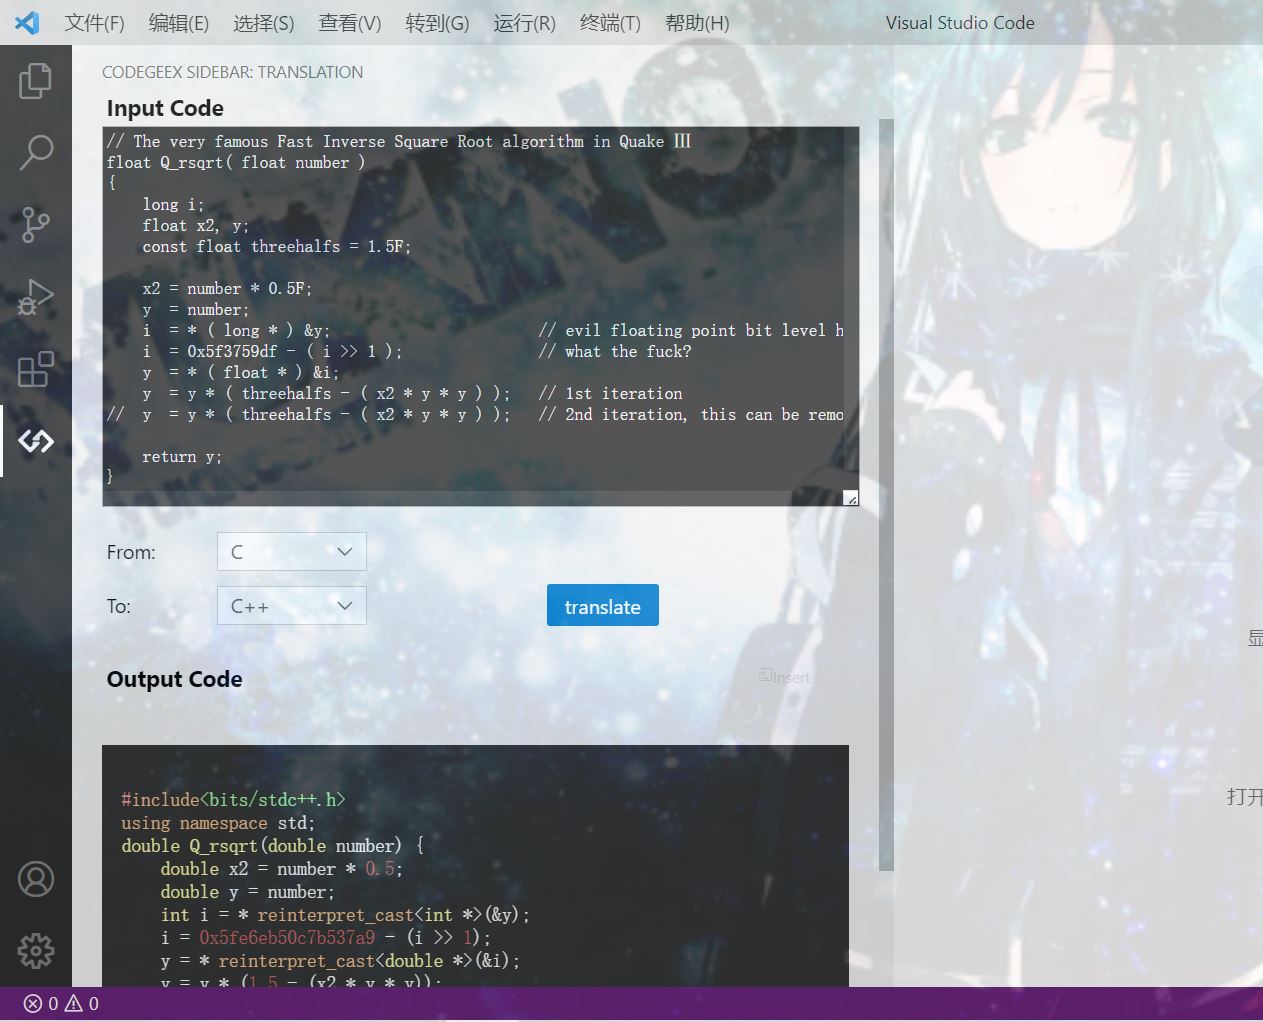 文件(F) 编辑(E) 选择(S) 查看(V) 转到(G) 运行(R) 终端(T) 帮助(H) Visual Studio Code
CODEGEEX SIDEBAR: TRANSLATION
Input Code
// The very famous Fast Inverse Square Root algorithm in Quake Ⅲ
float Q_rsqrt( float number )
{
long i;
float x2, y;
const float threehalfs = 1.5F;
x2 = number * 0.5F;
y  = number;
i  = * ( long * ) &y; // evil floating point bit level h
i  = 0x5f3759df - ( i >> 1 ); // what the fuck?
y  = * ( float * ) &i;
y  = y * ( threehalfs - ( x2 * y * y ) ); // 1st iteration
//  y  = y * ( threehalfs - ( x2 * y * y ) ); // 2nd iteration, this can be remo
return y;
}
From: C
To: C++ translate
Output Code Insert
显
打开
#include<bits/stdc++.h>
using namespace std;
double Q_rsqrt(double number) {
double x2 = number * 0.5;
double y = number;
int i = * reinterpret_cast<int *>(&y);
i = 0x5fe6eb50c7b537a9 - (i >> 1);
y = * reinterpret_cast<double *>(&i);
y = y * (1.5 - (x2 * y * y));
0 0